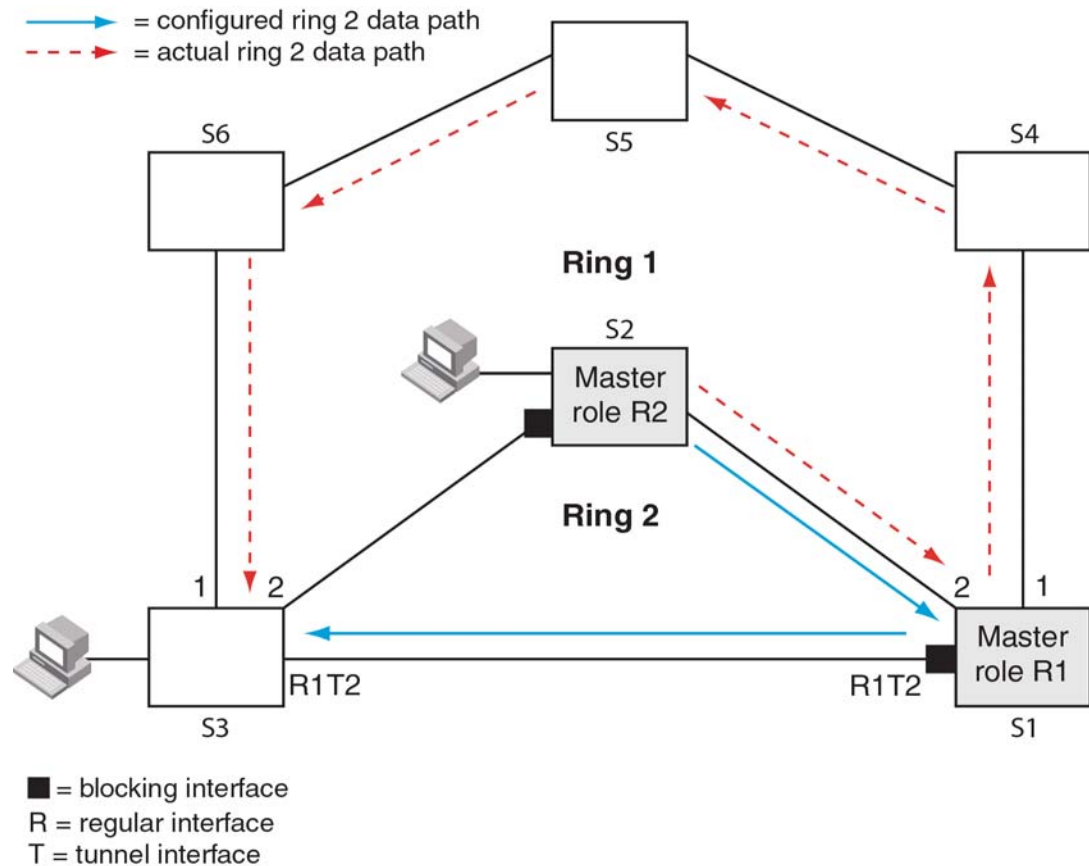 = configured ring 2 data path
= actual ring 2 data path
S5
S6
S4
Ring 1
S2
Master
role R2
Ring 2
1
2
2
1
Master
role R1
R1T2
R1T2
S3
S1
= blocking interface
R = regular interface
T = tunnel interface